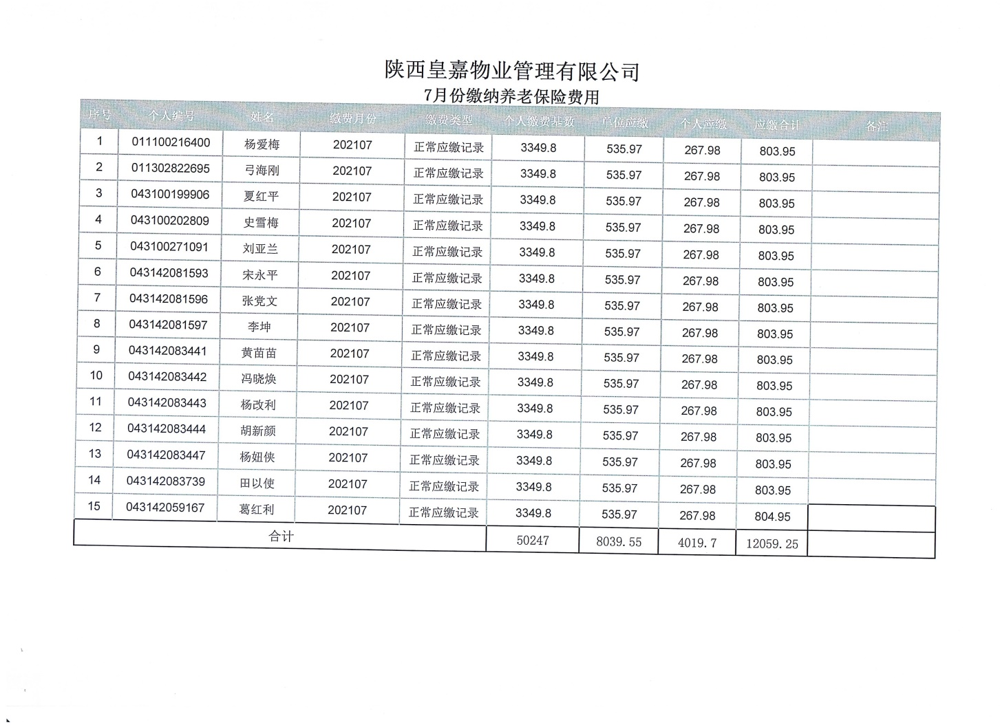 陕西皇嘉物业管理有限公司
7月份缴纳养老保险费用
序号 个人编号 姓名 缴费月份 缴费类型 个人缴费基数 单位应缴 个人应缴 应缴合计 备注
1 011100216400 杨爱梅 202107 正常应缴记录 3349.8 535.97 267.98 803.95
2 011302822695 弓海刚 202107 正常应缴记录 3349.8 535.97 267.98 803.95
3 043100199906 夏红平 202107 正常应缴记录 3349.8 535.97 267.98 803.95
4 043100202809 史雪梅 202107 正常应缴记录 3349.8 535.97 267.98 803.95
5 043100271091 刘亚兰 202107 正常应缴记录 3349.8 535.97 267.98 803.95
6 043142081593 宋永平 202107 正常应缴记录 3349.8 535.97 267.98 803.95
7 043142081596 张党文 202107 正常应缴记录 3349.8 535.97 267.98 803.95
8 043142081597 李坤 202107 正常应缴记录 3349.8 535.97 267.98 803.95
9 043142083441 黄苗苗 202107 正常应缴记录 3349.8 535.97 267.98 803.95
10 043142083442 冯晓焕 202107 正常应缴记录 3349.8 535.97 267.98 803.95
11 043142083443 杨改利 202107 正常应缴记录 3349.8 535.97 267.98 803.95
12 043142083444 胡新颜 202107 正常应缴记录 3349.8 535.97 267.98 803.95
13 043142083447 杨妞侠 202107 正常应缴记录 3349.8 535.97 267.98 803.95
14 043142083739 田以使 202107 正常应缴记录 3349.8 535.97 267.98 803.95
15 043142059167 葛红利 202107 正常应缴记录 3349.8 535.97 267.98 804.95
合计 50247 8039.55 4019.7 12059.25